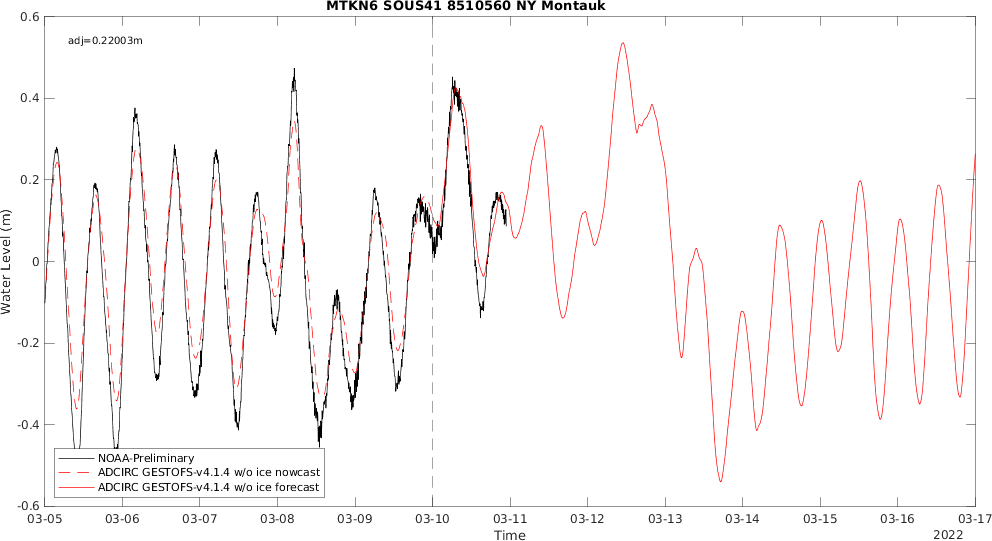 MTKN6 SOUS41 8510560 NY Montauk
adj=0.22003m
0.6
0.4
0.2
0
-0.2
-0.4
-0.6
Water Level (m)
NOAA-Preliminary
ADCIRC GESTOFS-v4.1.4 w/o ice nowcast
ADCIRC GESTOFS-v4.1.4 w/o ice forecast
03-05 03-06 03-07 03-08 03-09 03-10 03-11 03-12 03-13 03-14 03-15 03-16 03-17
Time
2022